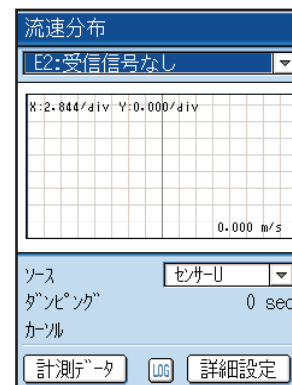 流速分布
E2:受信信号なし
X:2.844/div Y:0.000/div
0.000 m/s
ソース センサーU
ダンピング 0 sec
カーソル
計測データ LOG 詳細設定